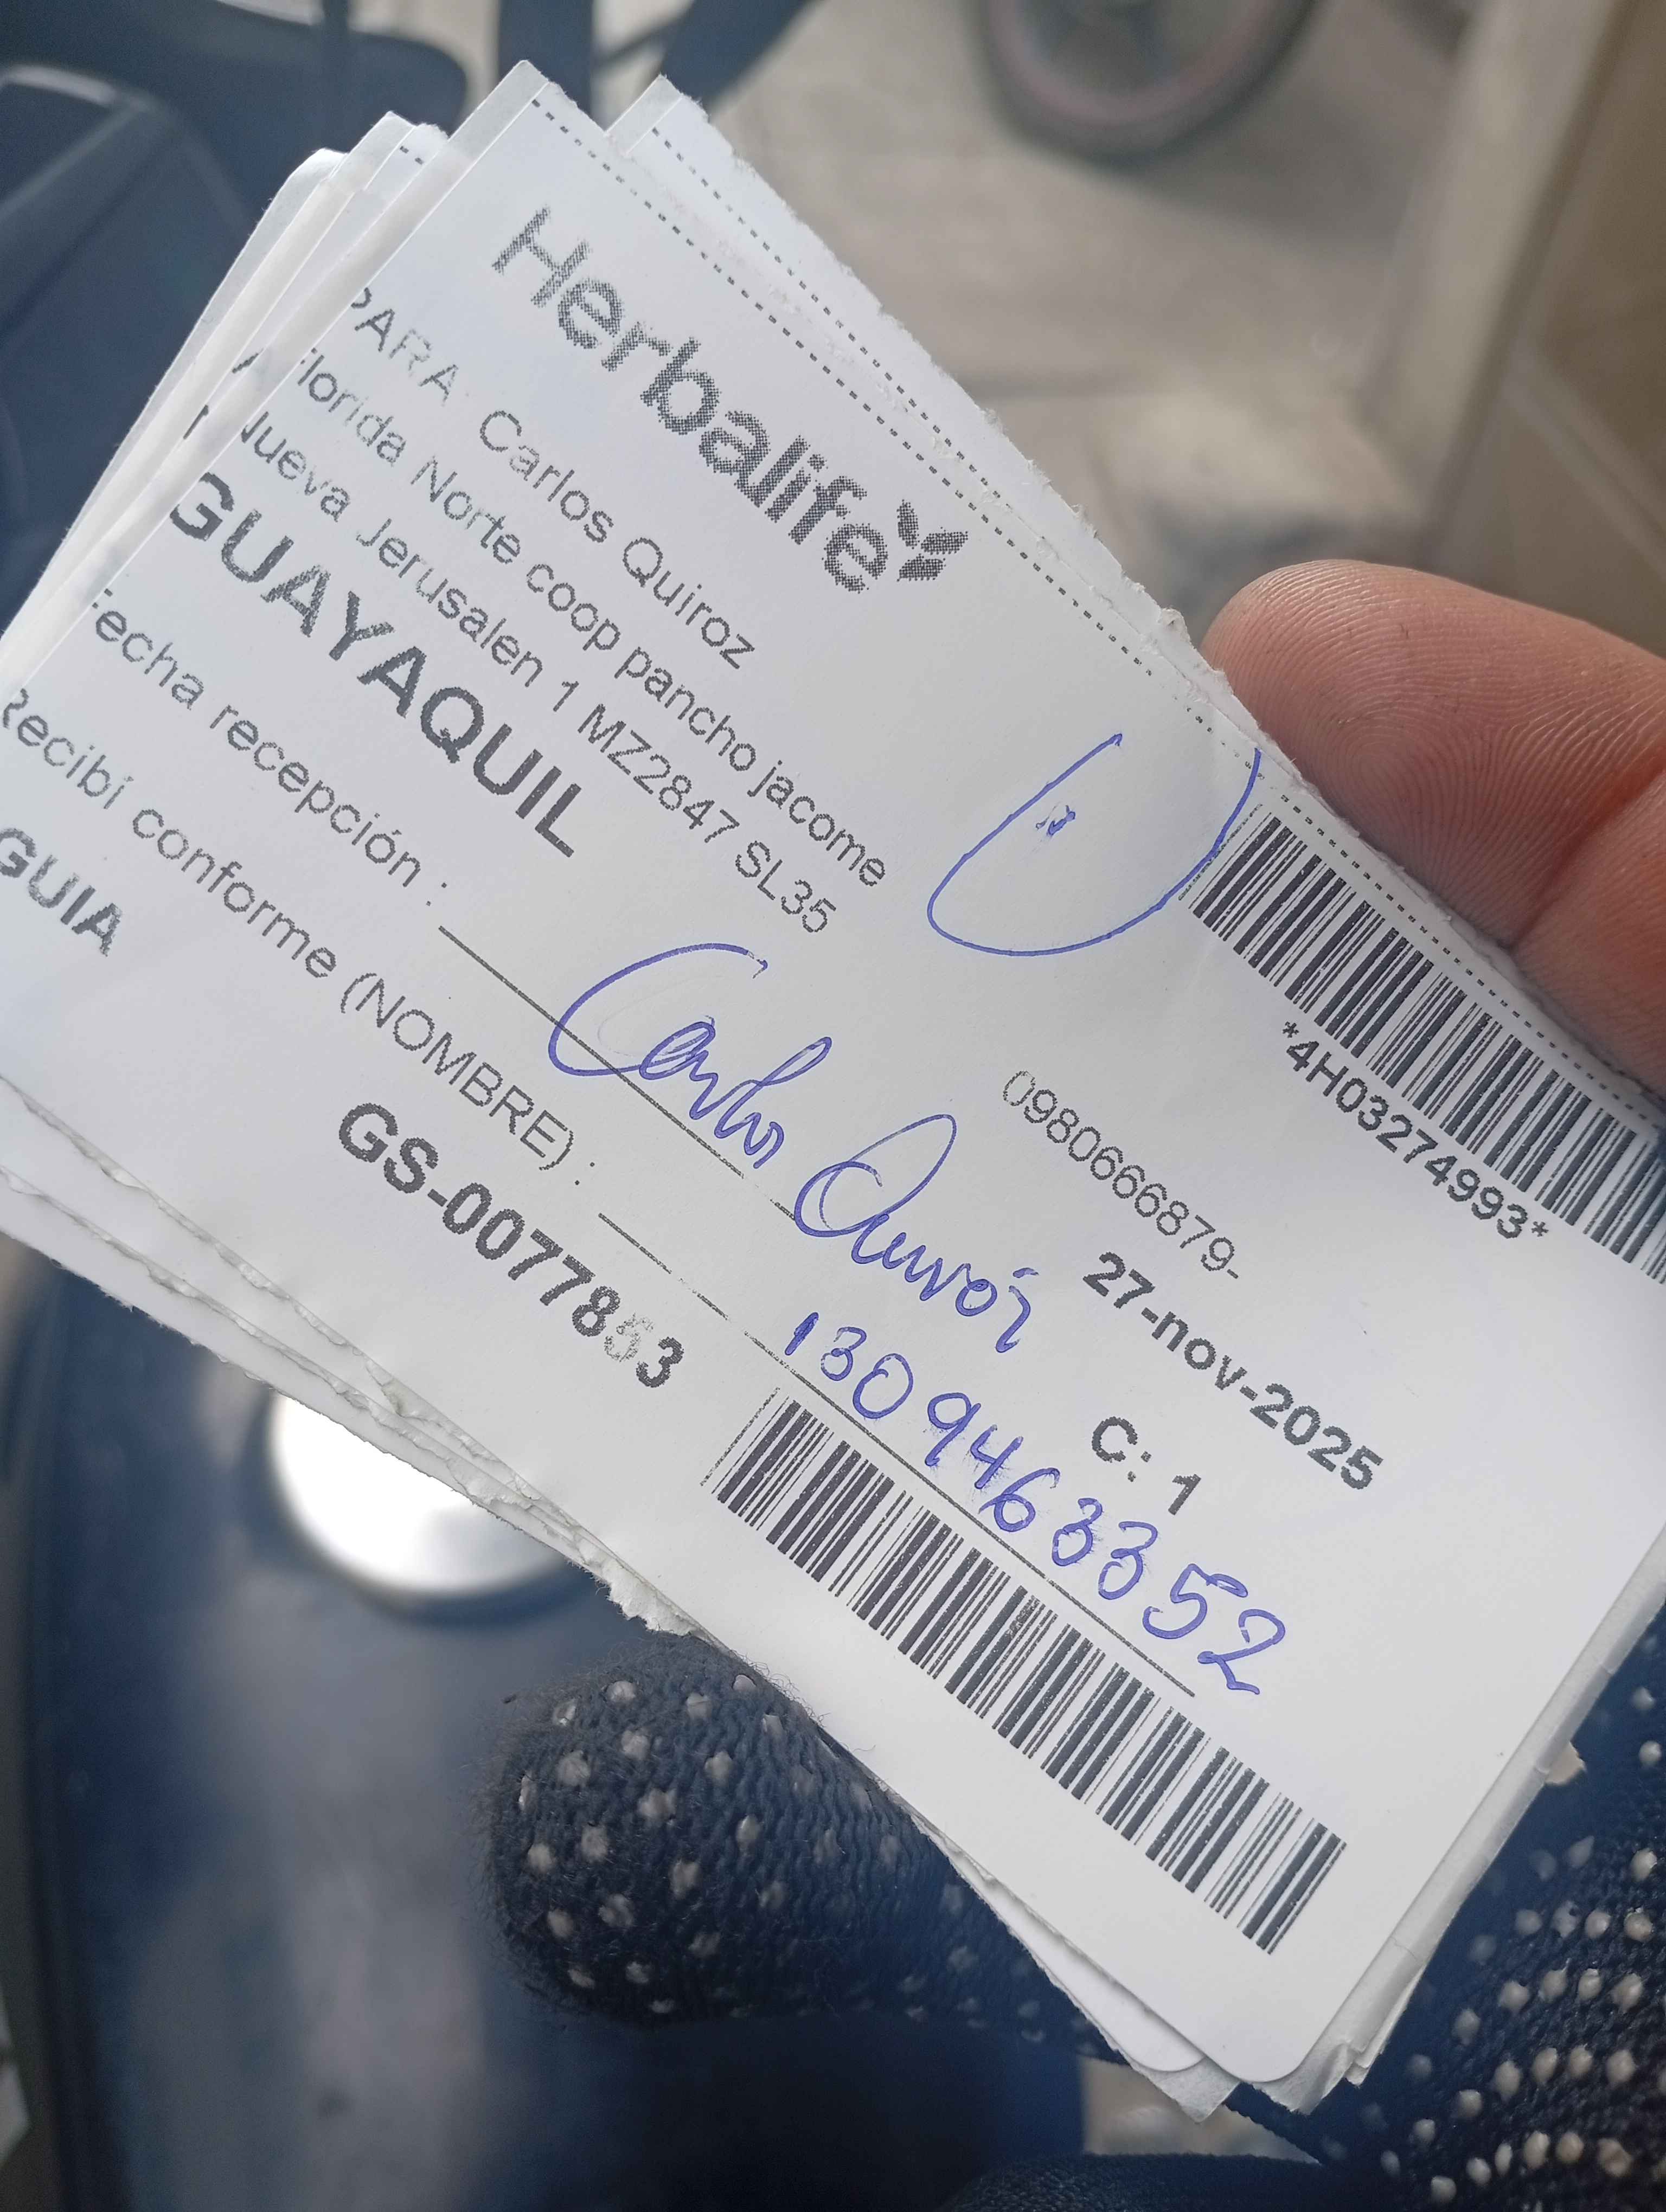 Herbalife
*4H03274993*
PARA: Carlos Quiroz
Florida Norte coop pancho jacome
Nueva Jerusalen 1 MZ2847 SL35
0980666879-
GUAYAQUIL
27-nov-2025
Fecha recepción :
C: 1
Carlos Quiroz
Recibí conforme (NOMBRE) :
1309463352
GUIA
GS-0077853